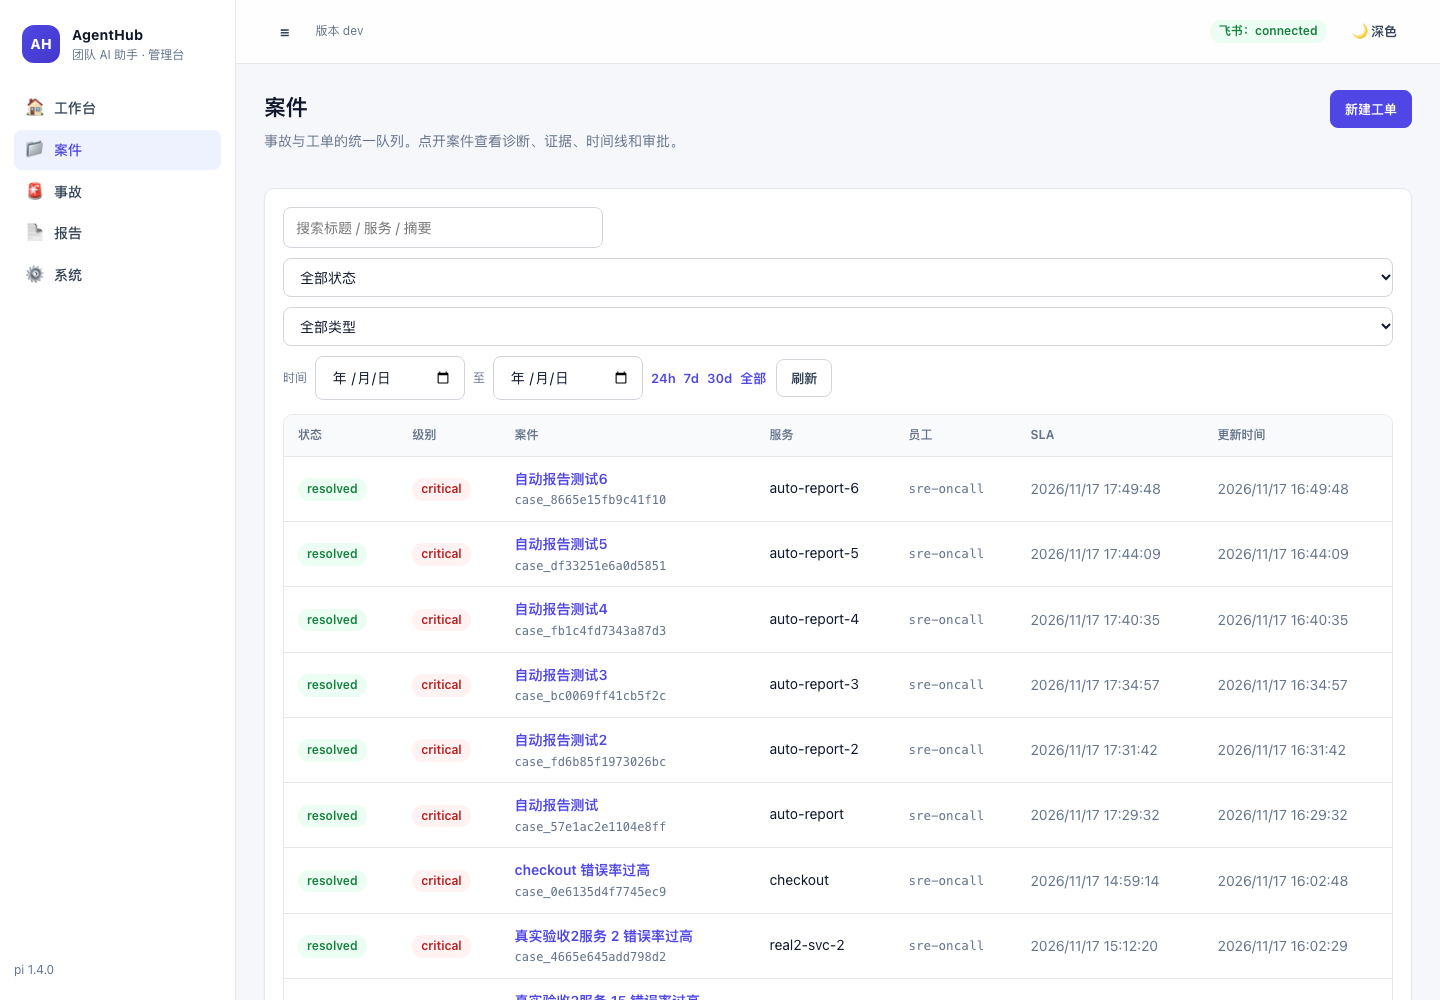 AH
AgentHub
团队 AI 助手 · 管理台
工作台
案件
事故
报告
系统
pi 1.4.0
≡
版本 dev
飞书：connected
深色
案件
新建工单
事故与工单的统一队列。点开案件查看诊断、证据、时间线和审批。
搜索标题 / 服务 / 摘要
全部状态
全部类型
时间 年 /月/日 至 年 /月/日 24h 7d 30d 全部 刷新
状态 级别 案件 服务 员工 SLA 更新时间
resolved critical 自动报告测试6 auto-report-6 sre-oncall 2026/11/17 17:49:48 2026/11/17 16:49:48
case_8665e15fb9c41f10
resolved critical 自动报告测试5 auto-report-5 sre-oncall 2026/11/17 17:44:09 2026/11/17 16:44:09
case_df33251e6a0d5851
resolved critical 自动报告测试4 auto-report-4 sre-oncall 2026/11/17 17:40:35 2026/11/17 16:40:35
case_fb1c4fd7343a87d3
resolved critical 自动报告测试3 auto-report-3 sre-oncall 2026/11/17 17:34:57 2026/11/17 16:34:57
case_bc0069ff41cb5f2c
resolved critical 自动报告测试2 auto-report-2 sre-oncall 2026/11/17 17:31:42 2026/11/17 16:31:42
case_fd6b85f1973026bc
resolved critical 自动报告测试 auto-report sre-oncall 2026/11/17 17:29:32 2026/11/17 16:29:32
case_57e1ac2e1104e8ff
resolved critical checkout 错误率过高 checkout sre-oncall 2026/11/17 14:59:14 2026/11/17 16:02:48
case_0e6135d4f7745ec9
resolved critical 真实验收2服务 2 错误率过高 real2-svc-2 sre-oncall 2026/11/17 15:12:20 2026/11/17 16:02:29
case_4665e645add798d2